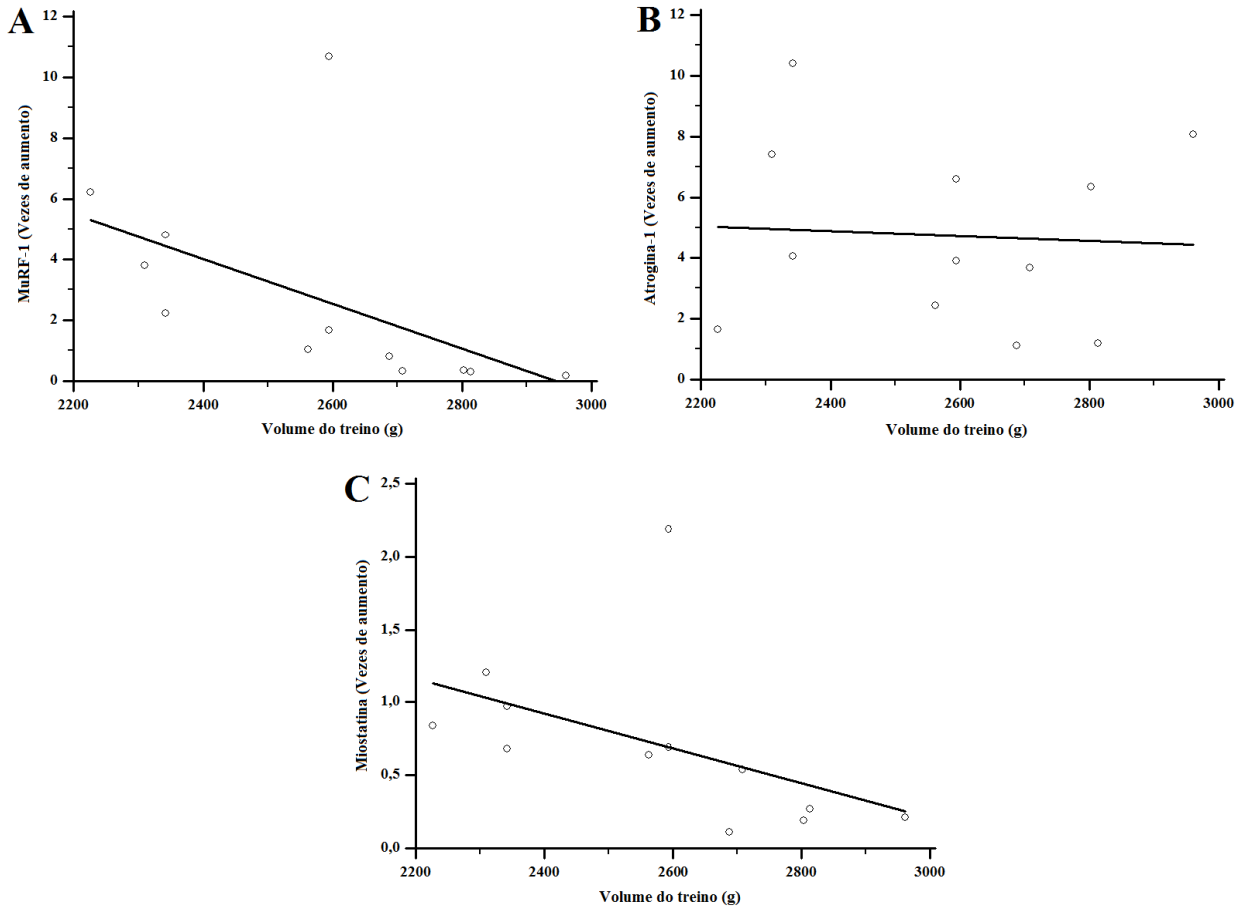 A
MuRF-1 (Vezes de aumento)
12
10
8
6
4
2
0
2200 2400 2600 2800 3000
Volume do treino (g)
B
Atrogina-1 (Vezes de aumento)
12
10
8
6
4
2
0
2200 2400 2600 2800 3000
Volume do treino (g)
C
Miostatina (Vezes de aumento)
2,5
2,0
1,5
1,0
0,5
0,0
2200 2400 2600 2800 3000
Volume do treino (g)